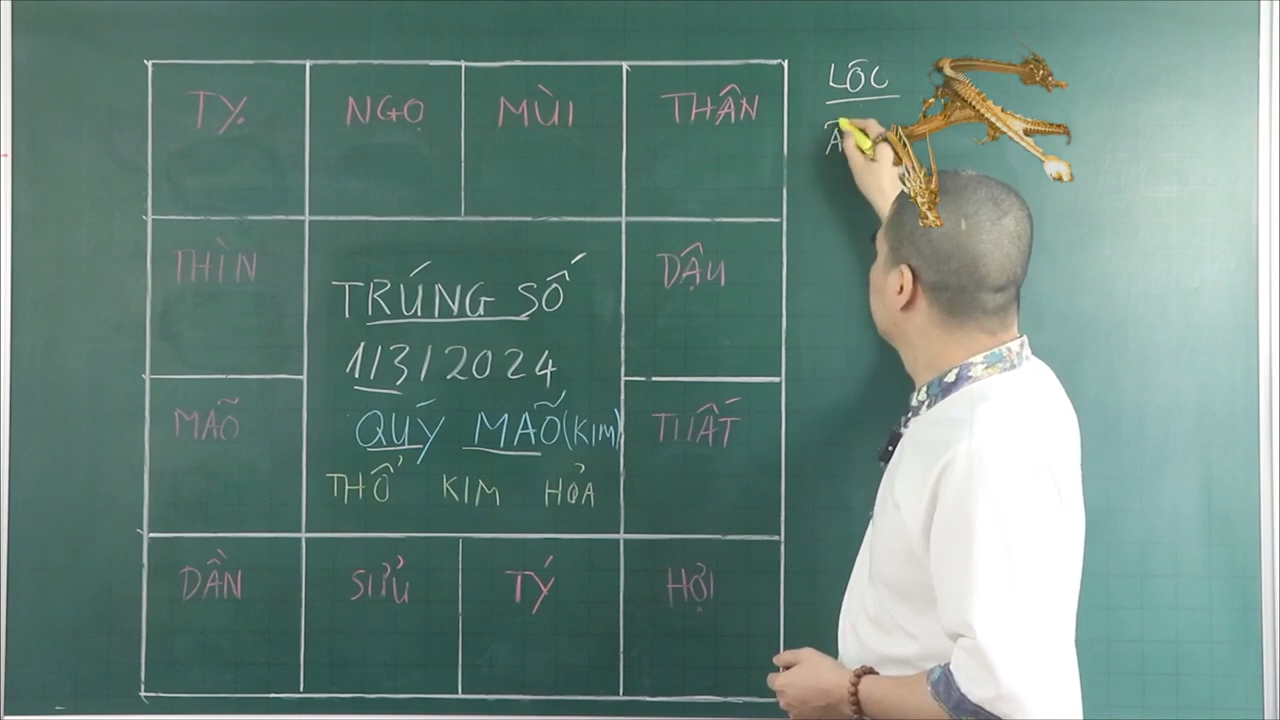 TỴ NGỌ MÙI THÂN
THÌN DẬU
MÃO TUẤT
DẦN SỬU TÝ HỢI
TRÚNG SỐ
1/3/2024
QUÝ MÃO (KIM)
THỔ KIM HỎA
LỘC